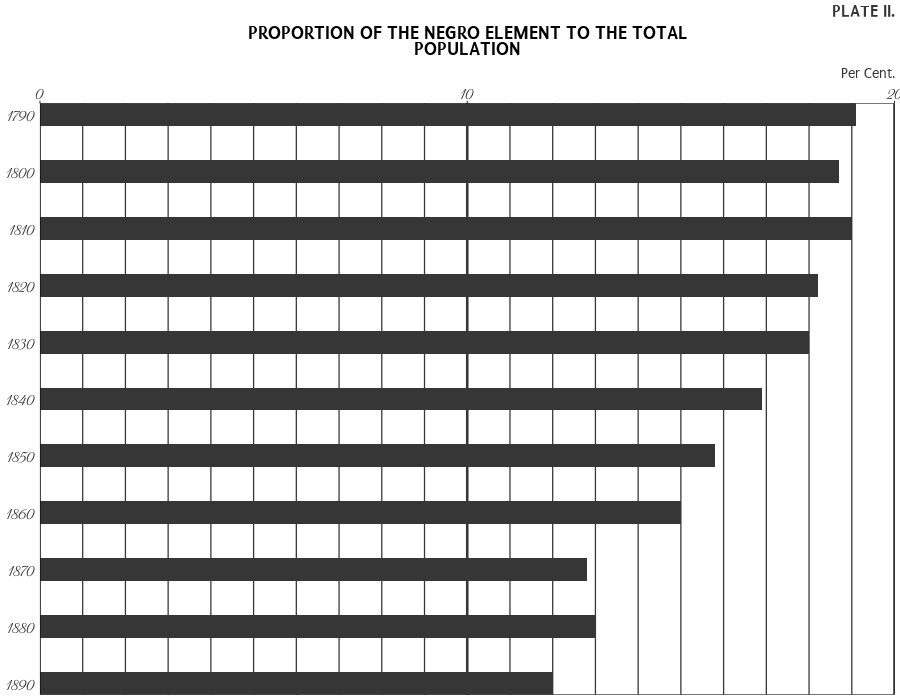 PLATE II.
PROPORTION OF THE NEGRO ELEMENT TO THE TOTAL
POPULATION
Per Cent.
0 10 20
1790
1800
1810
1820
1830
1840
1850
1860
1870
1880
1890